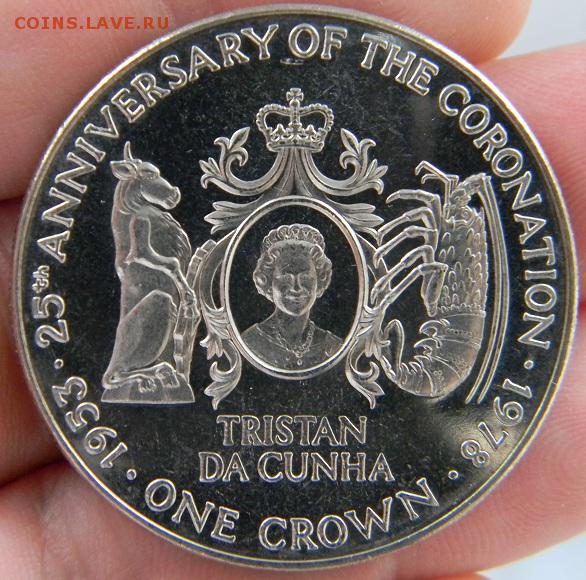 COINS.LAVE.RU
25th ANNIVERSARY OF THE CORONATION · 1978
TRISTAN
DA CUNHA
· 1953 · ONE CROWN ·